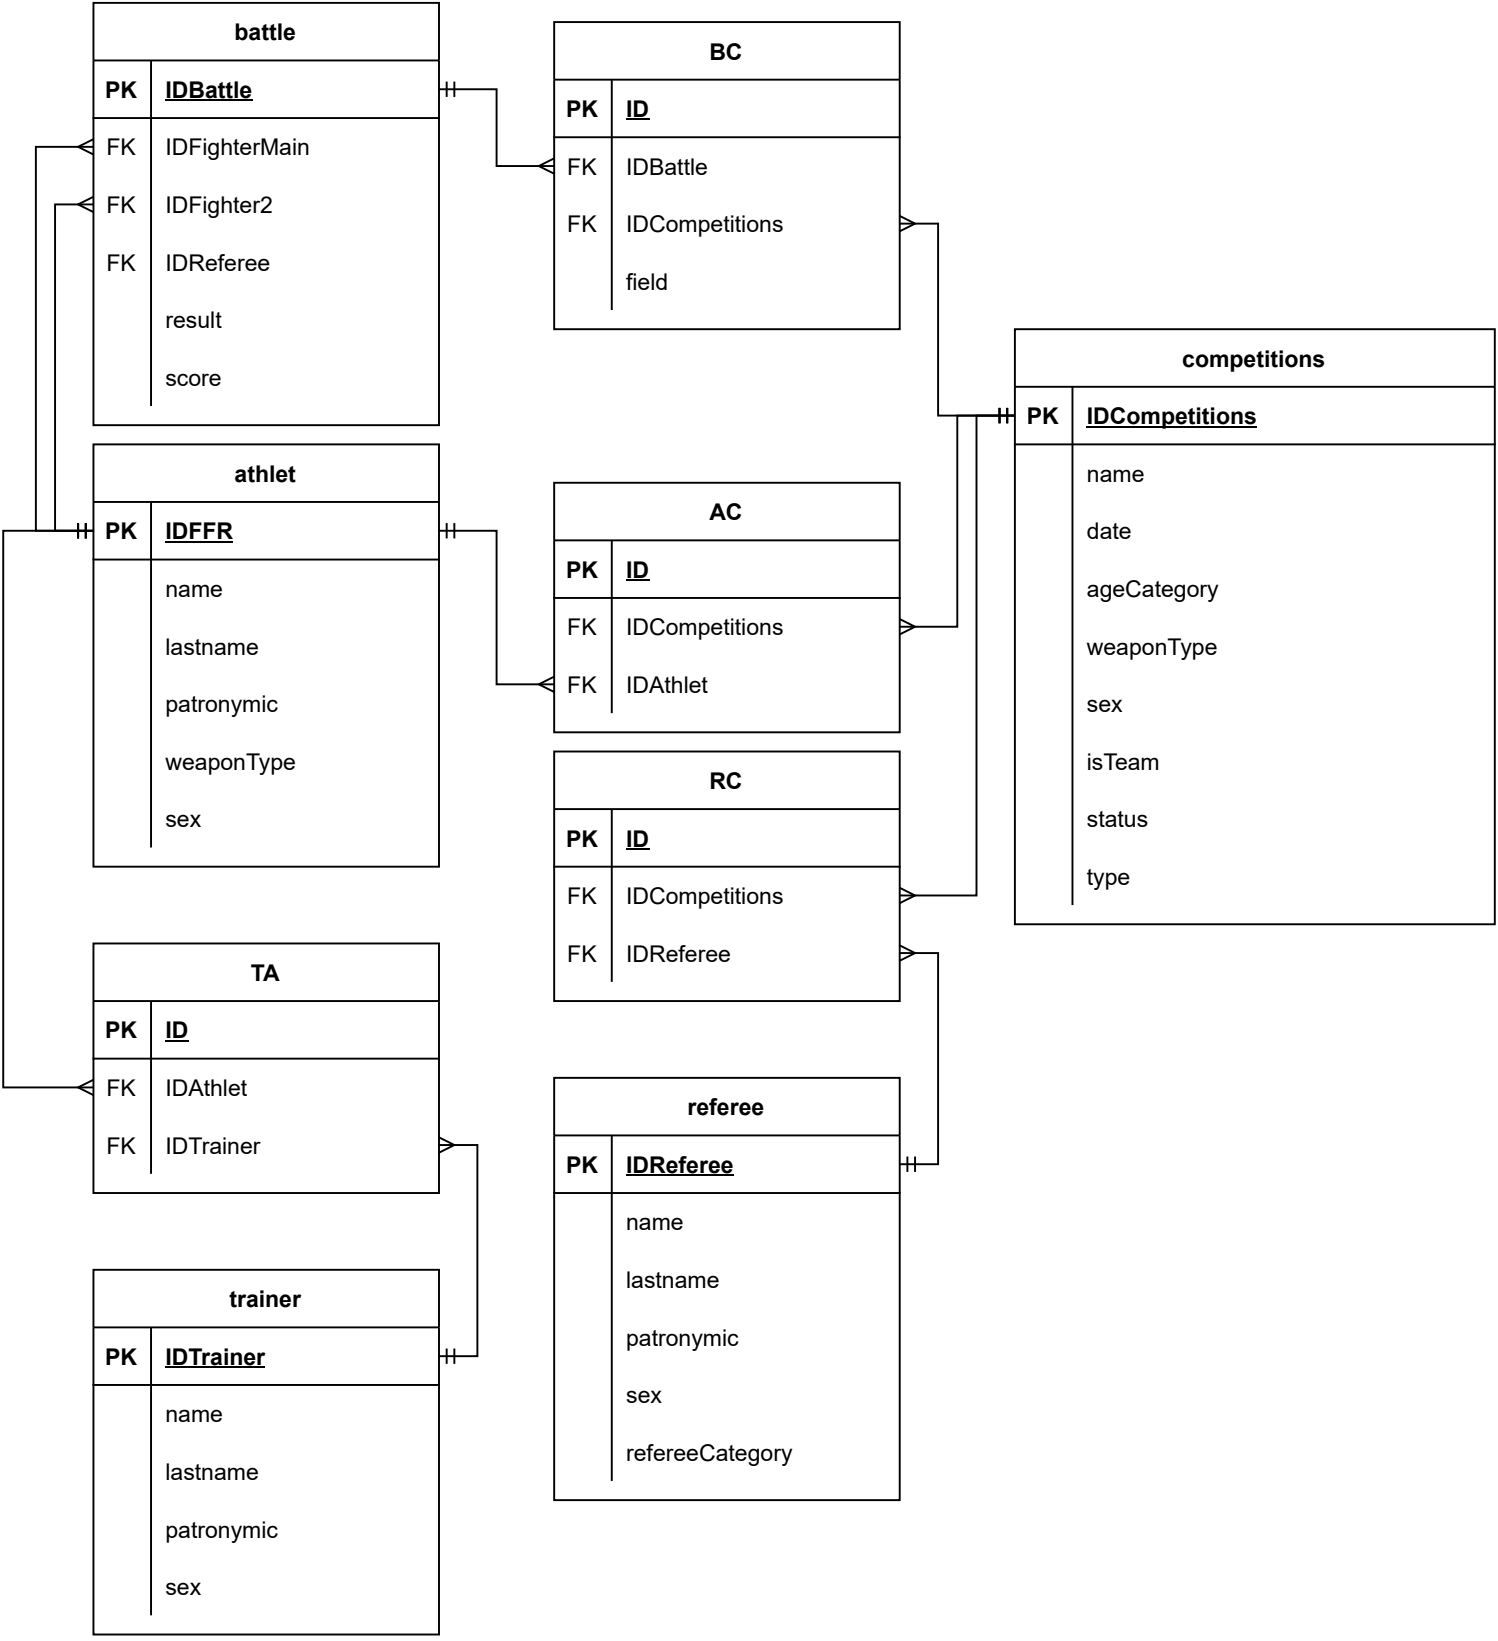 battle
PK IDBattle
FK IDFighterMain
FK IDFighter2
FK IDReferee
result
score
BC
PK ID
FK IDBattle
FK IDCompetitions
field
competitions
PK IDCompetitions
name
date
ageCategory
weaponType
sex
isTeam
status
type
athlet
PK IDFFR
name
lastname
patronymic
weaponType
sex
AC
PK ID
FK IDCompetitions
FK IDAthlet
RC
PK ID
FK IDCompetitions
FK IDReferee
TA
PK ID
FK IDAthlet
FK IDTrainer
referee
PK IDReferee
name
lastname
patronymic
sex
refereeCategory
trainer
PK IDTrainer
name
lastname
patronymic
sex